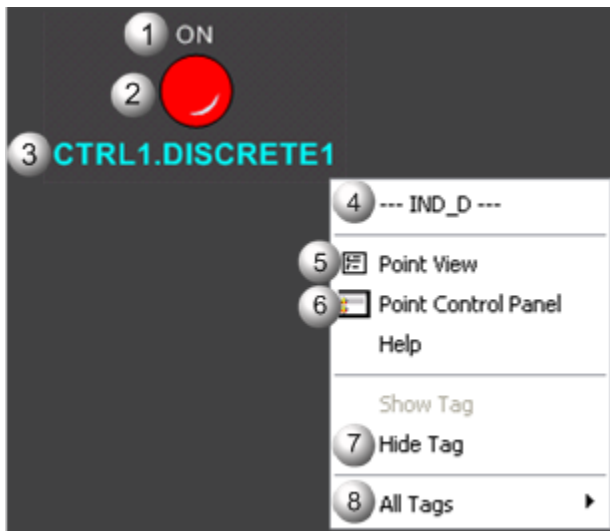 1 ON
2
3 CTRL1.DISCRETE1
4 --- IND_D ---
5 Point View
6 Point Control Panel
Help
Show Tag
7 Hide Tag
8 All Tags